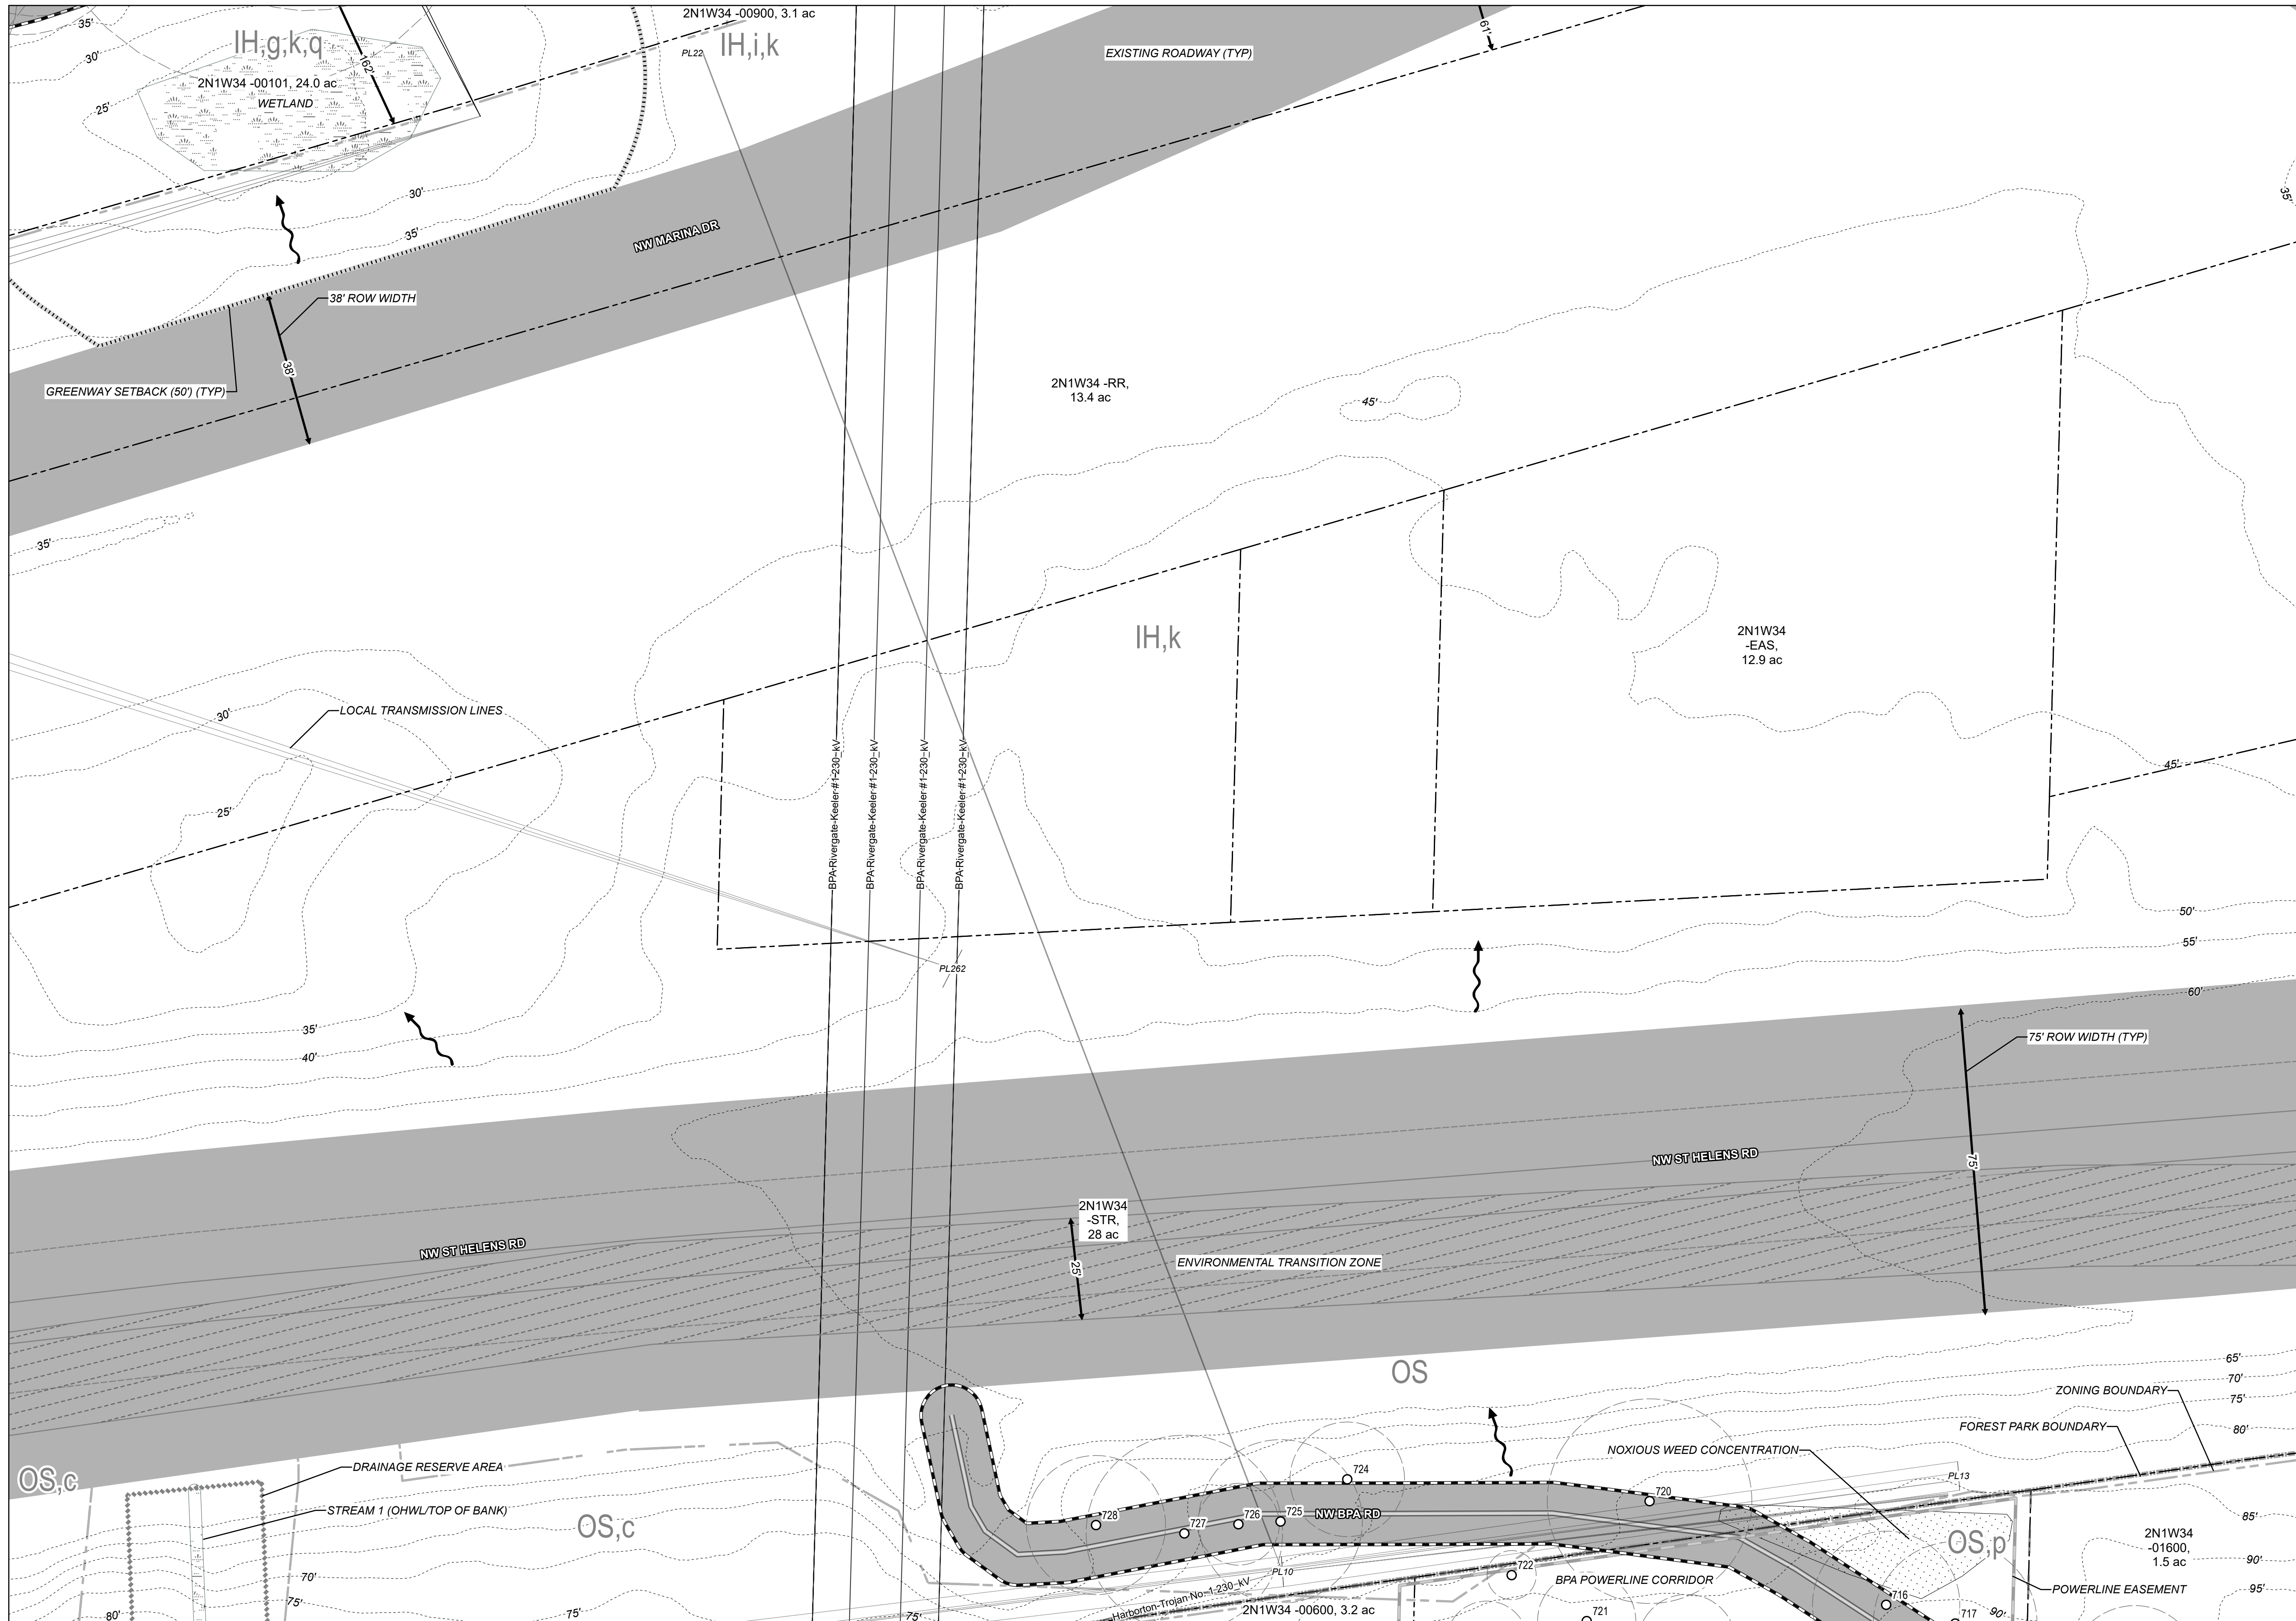 35'
30'
IH,g,k,q
162'
2N1W34 -00101, 24.0 ac
WETLAND
25'
2N1W34 -00900, 3.1 ac
PL22
IH,i,k
EXISTING ROADWAY (TYP)
61'
35'
30'
35'
NW MARINA DR
38' ROW WIDTH
38'
GREENWAY SETBACK (50') (TYP)
2N1W34 -RR,
13.4 ac
45'
35'
IH,k
2N1W34
-EAS,
12.9 ac
30'
LOCAL TRANSMISSION LINES
25'
BPA-Rivergate-Keeler #1-230-kV
BPA-Rivergate-Keeler #1-230-kV
BPA-Rivergate-Keeler #1-230-kV
BPA-Rivergate-Keeler #1-230-kV
45'
50'
55'
PL262
60'
35'
40'
75' ROW WIDTH (TYP)
75'
NW ST HELENS RD
2N1W34
-STR,
28 ac
25'
NW ST HELENS RD
ENVIRONMENTAL TRANSITION ZONE
OS
65'
70'
75'
80'
ZONING BOUNDARY
FOREST PARK BOUNDARY
NOXIOUS WEED CONCENTRATION
OS,c
DRAINAGE RESERVE AREA
STREAM 1 (OHWL/TOP OF BANK)
OS,c
724
720
PL13
728
727
726
725
NW BPA RD
85'
OS,p
2N1W34
-01600,
1.5 ac
90'
95'
70'
75'
80'
75'
75'
PL10
722
BPA POWERLINE CORRIDOR
POWERLINE EASEMENT
Harborton-Trojan No. 1-230-kV
2N1W34 -00600, 3.2 ac
721
716
717
90'